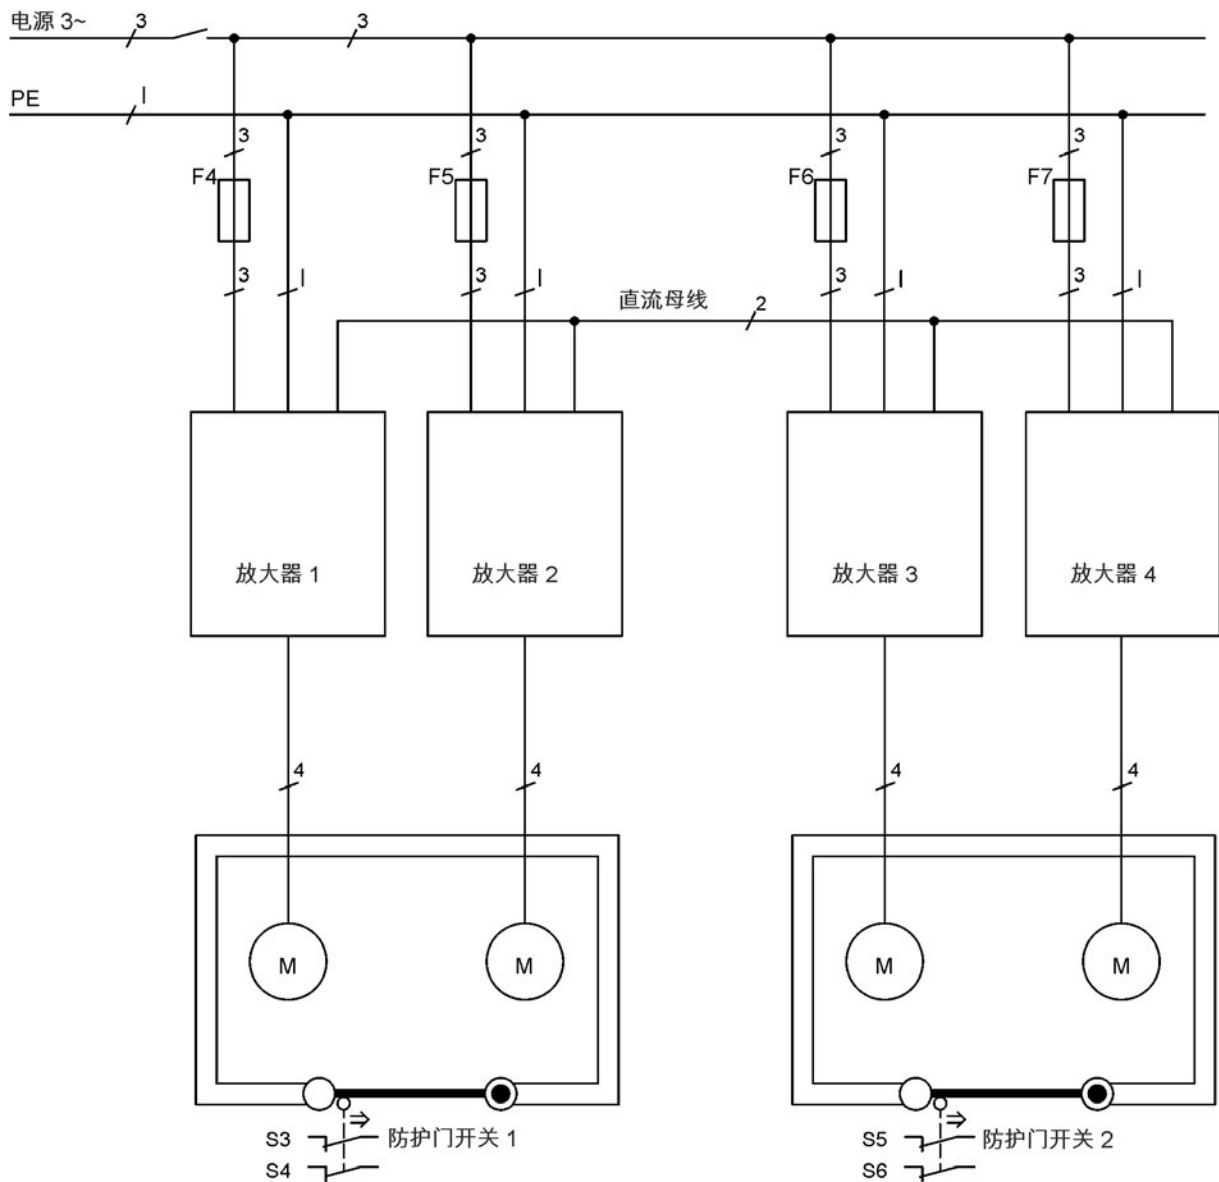 电源 3~ 3 3
PE l
3 3 3 3
F4 F5 F6 F7
3 l 3 l 3 l 3 l
直流母线 2
放大器 1 放大器 2 放大器 3 放大器 4
4 4 4 4
M M M M
S3 防护门开关 1 S5 防护门开关 2
S4 S6